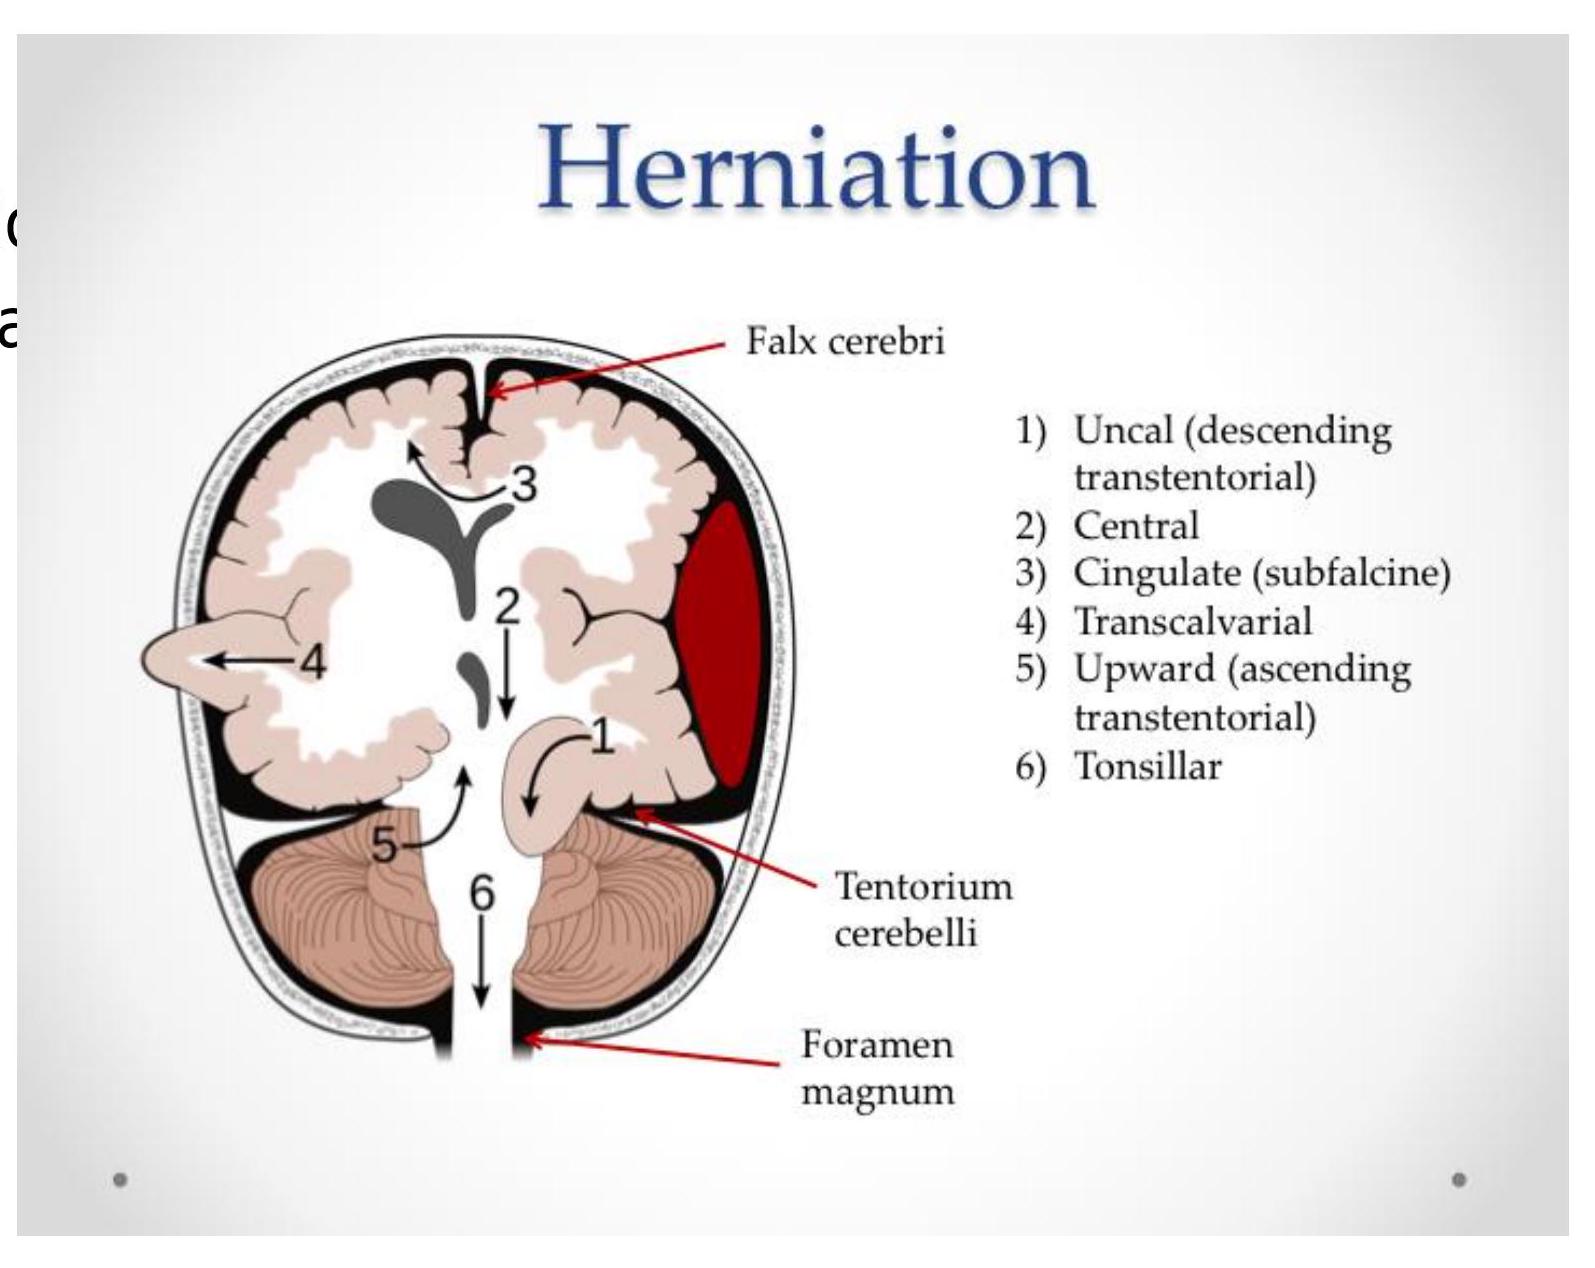 Herniation
Falx cerebri
1) Uncal (descending
transtentorial)
2) Central
3) Cingulate (subfalcine)
4) Transcalvarial
5) Upward (ascending
transtentorial)
6) Tonsillar
3
2
4
1
5
6
Tentorium
cerebelli
Foramen
magnum